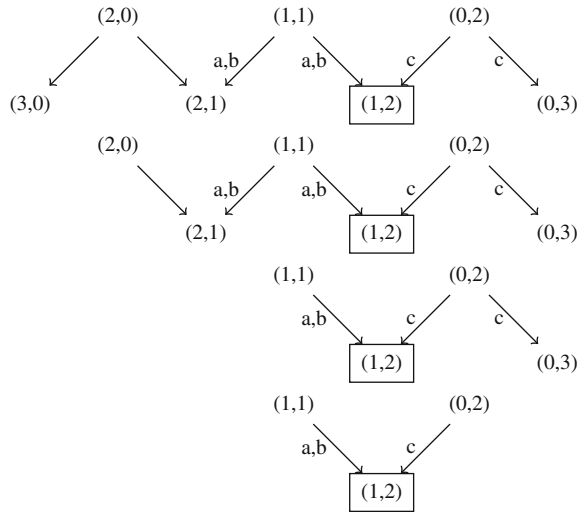 (2,0) (1,1) (0,2)
a,b a,b c c
(3,0) (2,1) (1,2) (0,3)
(2,0) (1,1) (0,2)
a,b a,b c c
(2,1) (1,2) (0,3)
(1,1) (0,2)
a,b c c
(1,2) (0,3)
(1,1) (0,2)
a,b c
(1,2)